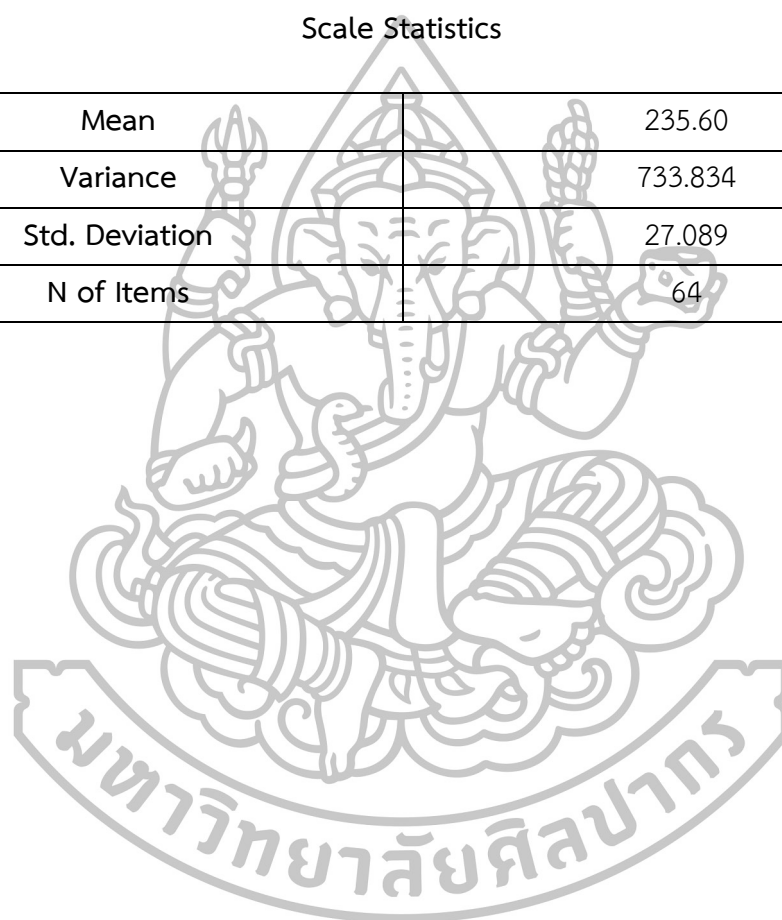 Scale Statistics
Mean 235.60
Variance 733.834
Std. Deviation 27.089
N of Items 64
มหาวิทยาลัยศิลปากร